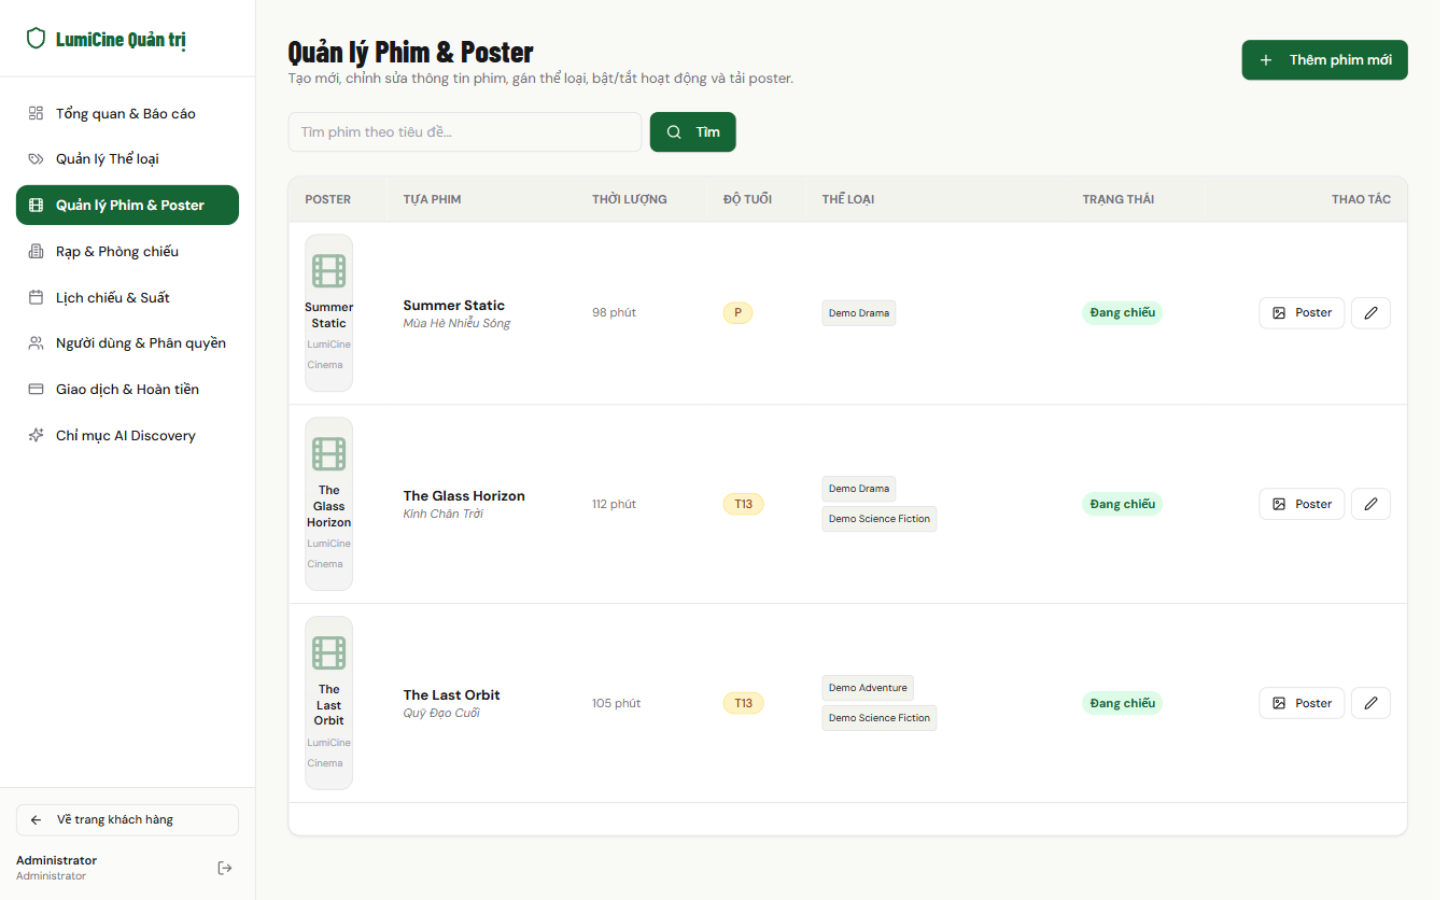 LumiCine Quản trị
Tổng quan & Báo cáo
Quản lý Thể loại
Quản lý Phim & Poster
Rạp & Phòng chiếu
Lịch chiếu & Suất
Người dùng & Phân quyền
Giao dịch & Hoàn tiền
Chỉ mục AI Discovery
Về trang khách hàng
Administrator
Administrator
Quản lý Phim & Poster
Tạo mới, chỉnh sửa thông tin phim, gán thể loại, bật/tắt hoạt động và tải poster.
Thêm phim mới
Tìm phim theo tiêu đề...
Tìm
POSTER TỰA PHIM THỜI LƯỢNG ĐỘ TUỔI THỂ LOẠI TRẠNG THÁI THAO TÁC
Summer
Static
LumiCine
Cinema
Summer Static
Mùa Hè Nhiễu Sóng
98 phút
P
Demo Drama
Đang chiếu
Poster
The
Glass
Horizon
LumiCine
Cinema
The Glass Horizon
Kính Chân Trời
112 phút
T13
Demo Drama
Demo Science Fiction
Đang chiếu
Poster
The
Last
Orbit
LumiCine
Cinema
The Last Orbit
Quỹ Đạo Cuối
105 phút
T13
Demo Adventure
Demo Science Fiction
Đang chiếu
Poster